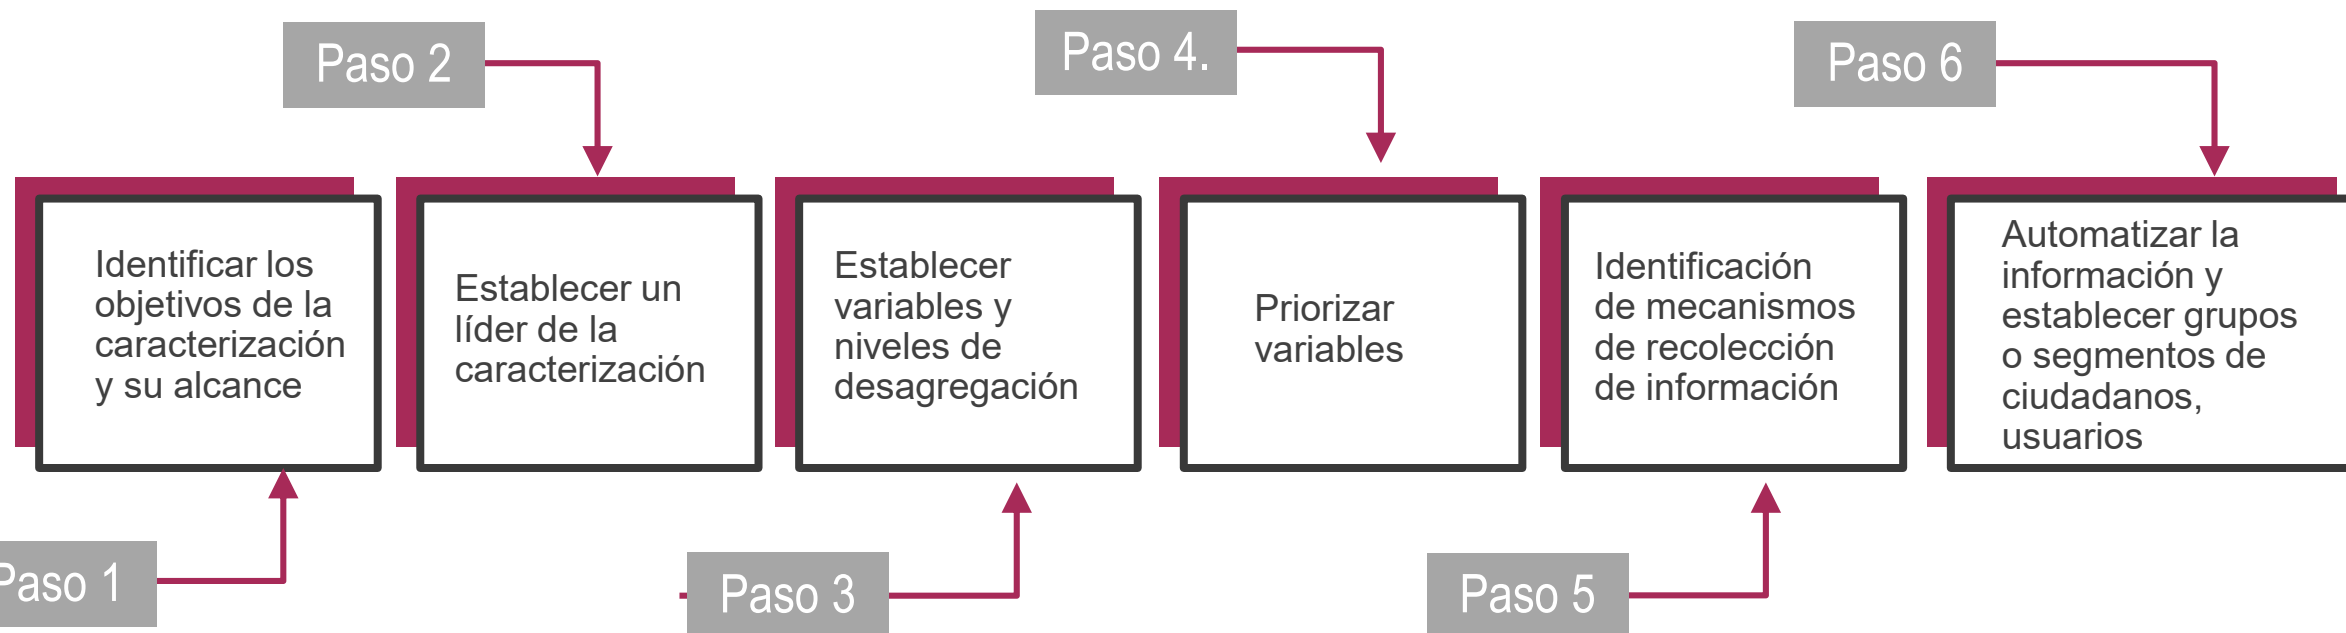 Paso 1
Identificar los
objetivos de la
caracterización
y su alcance
Paso 2
Establecer un
líder de la
caracterización
Paso 3
Establecer
variables y
niveles de
desagregación
Paso 4.
Priorizar
variables
Paso 5
Identificación
de mecanismos
de recolección
de información
Paso 6
Automatizar la
información y
establecer grupos
o segmentos de
ciudadanos,
usuarios